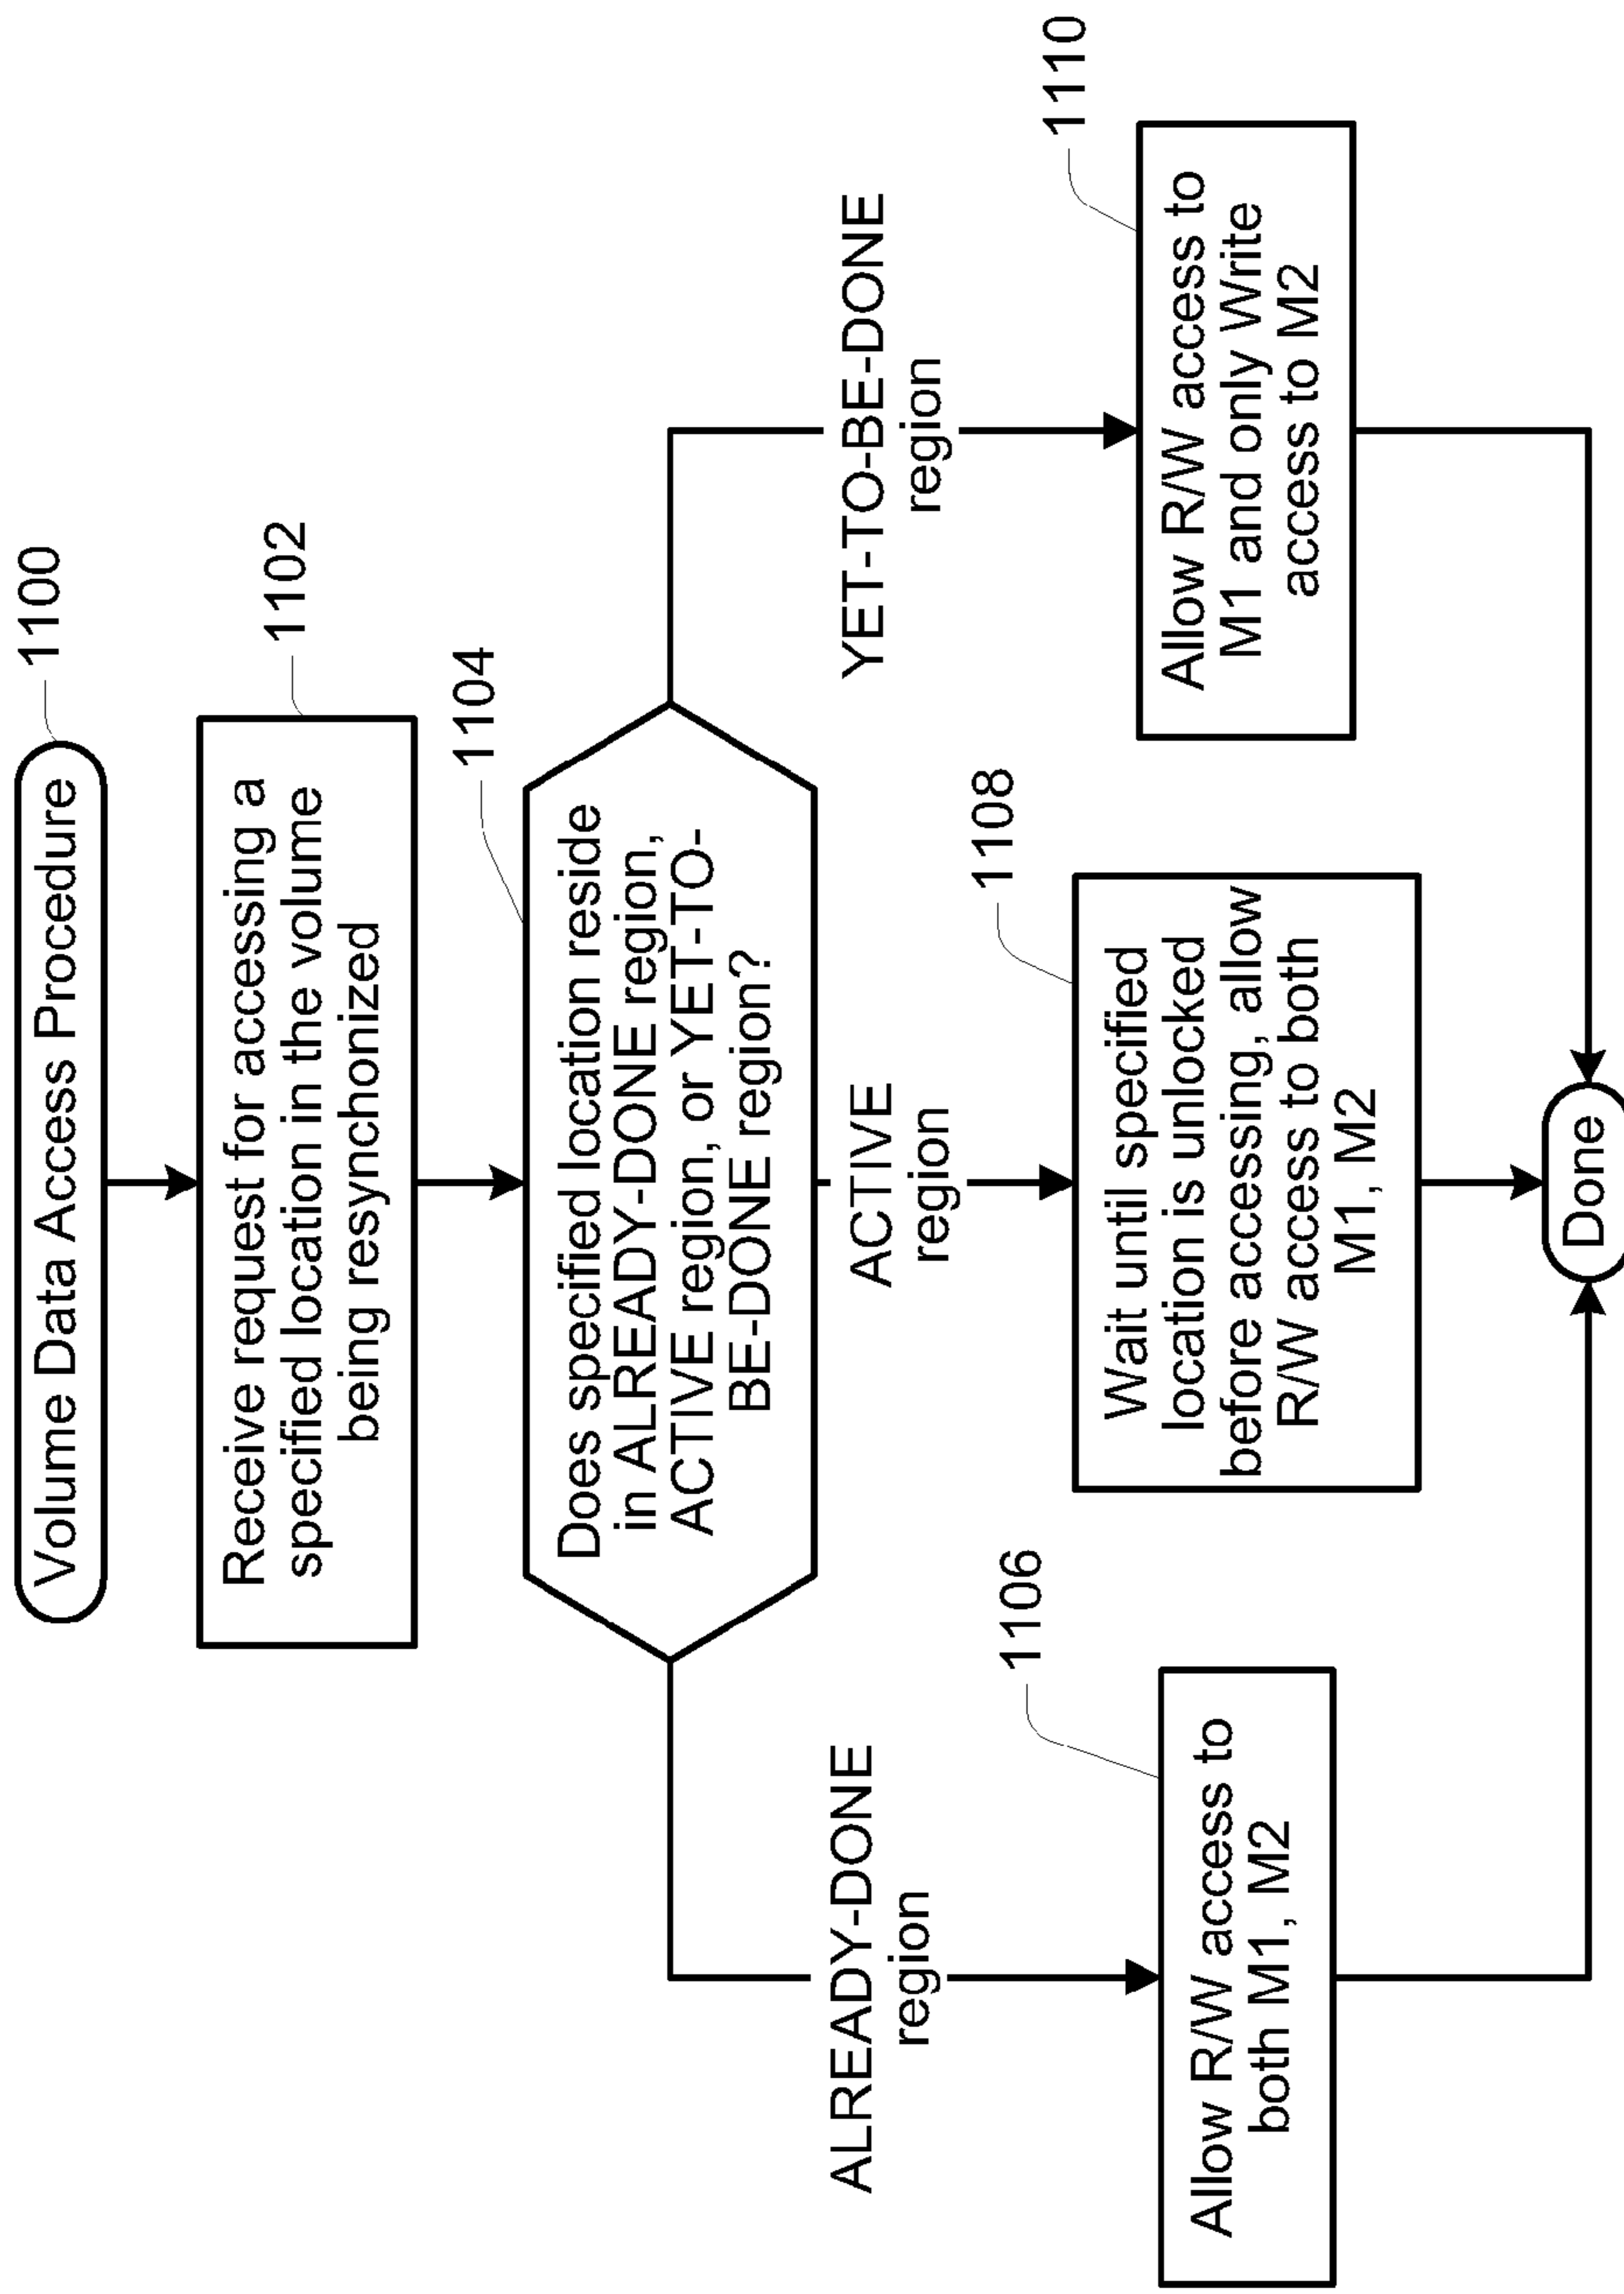 Volume Data Access Procedure
1100
Receive request for accessing a
specified location in the volume
being resynchonized
1102
Does specified location reside
in ALREADY-DONE region,
ACTIVE region, or YET-TO-
BE-DONE region?
1104
ALREADY-DONE
region
ACTIVE
region
YET-TO-BE-DONE
region
Allow R/W access to
both M1, M2
1106
Wait until specified
location is unlocked
before accessing, allow
R/W access to both
M1, M2
1108
Allow R/W access to
M1 and only Write
access to M2
1110
Done